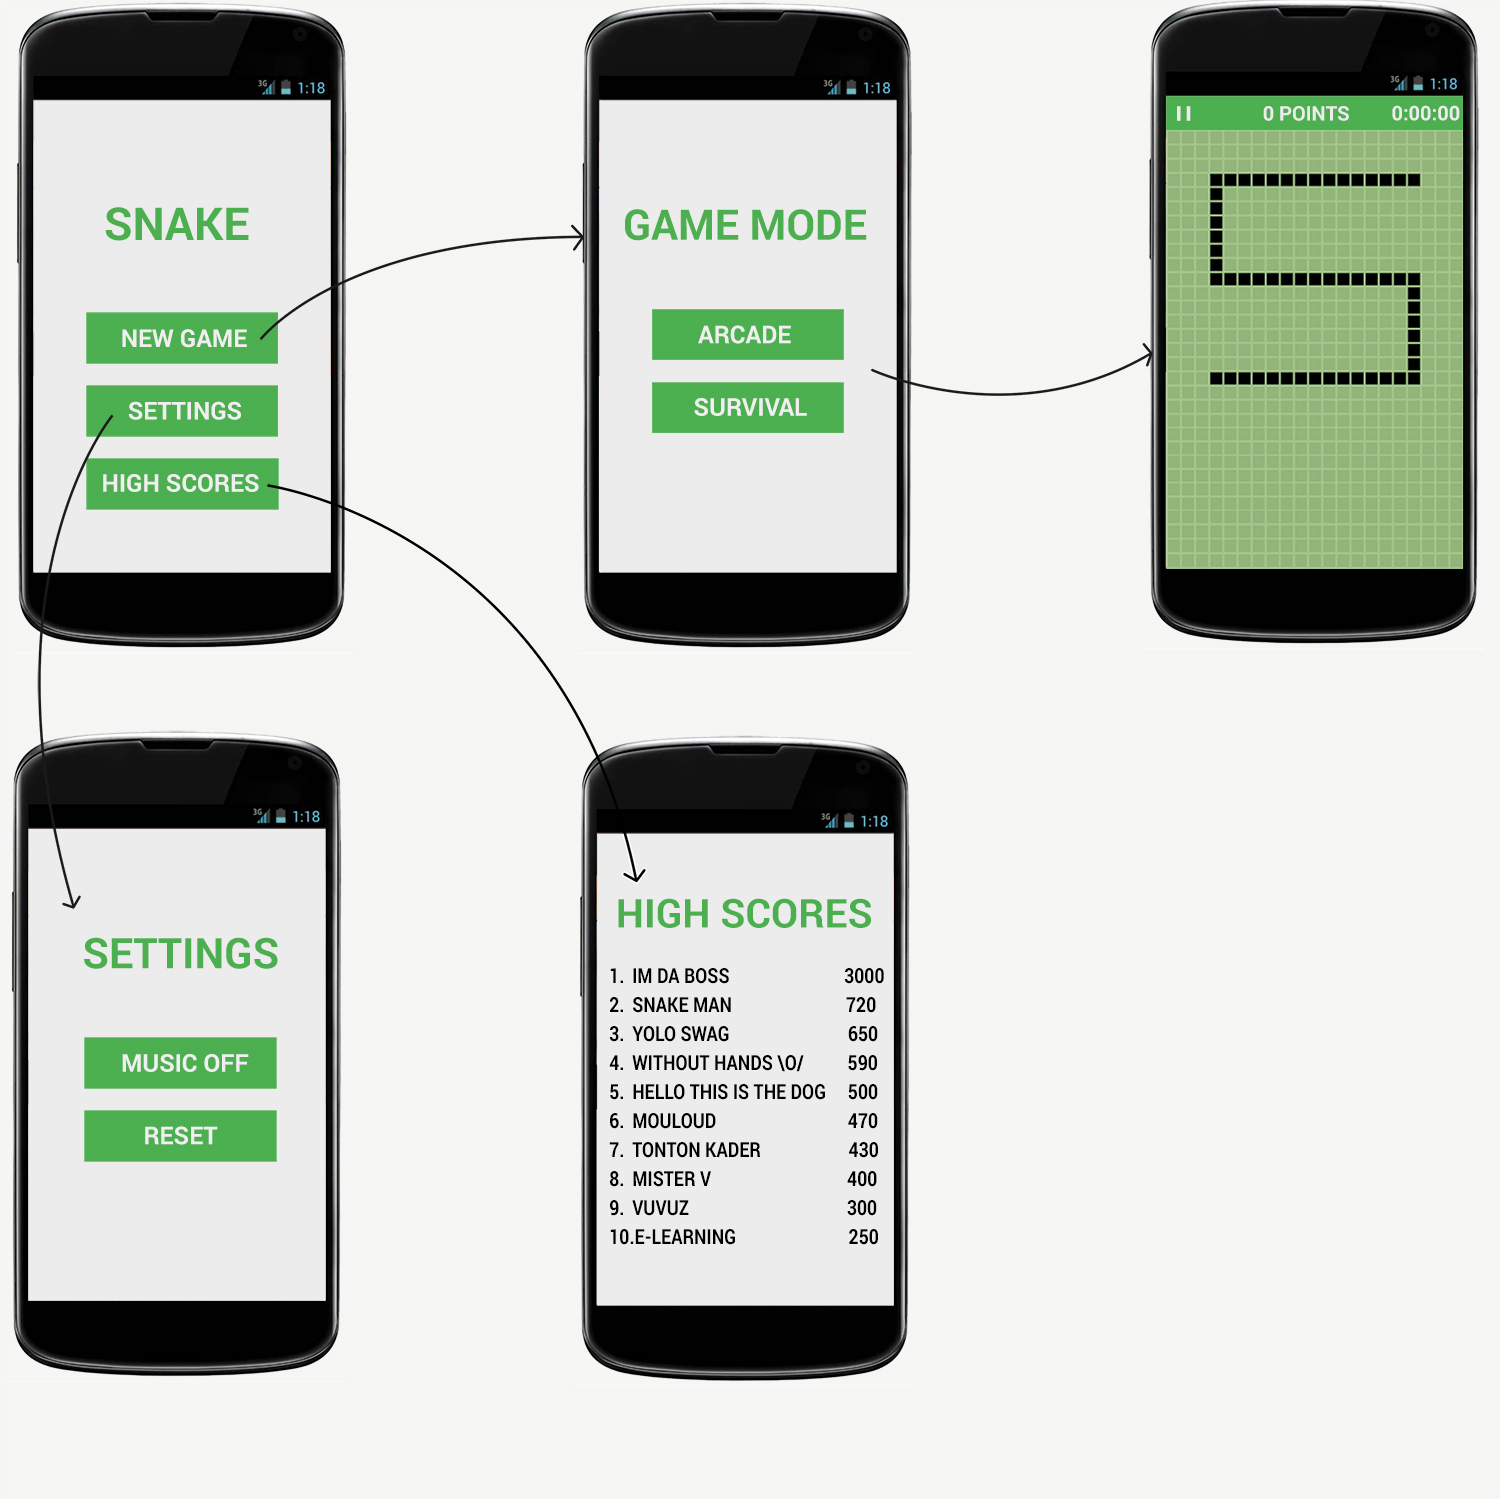 3G 1:18
SNAKE
NEW GAME
SETTINGS
HIGH SCORES
3G 1:18
GAME MODE
ARCADE
SURVIVAL
3G 1:18
0 POINTS 0:00:00
3G 1:18
SETTINGS
MUSIC OFF
RESET
3G 1:18
HIGH SCORES
1. IM DA BOSS 3000
2. SNAKE MAN 720
3. YOLO SWAG 650
4. WITHOUT HANDS \O/ 590
5. HELLO THIS IS THE DOG 500
6. MOULOUD 470
7. TONTON KADER 430
8. MISTER V 400
9. VUVUZ 300
10.E-LEARNING 250